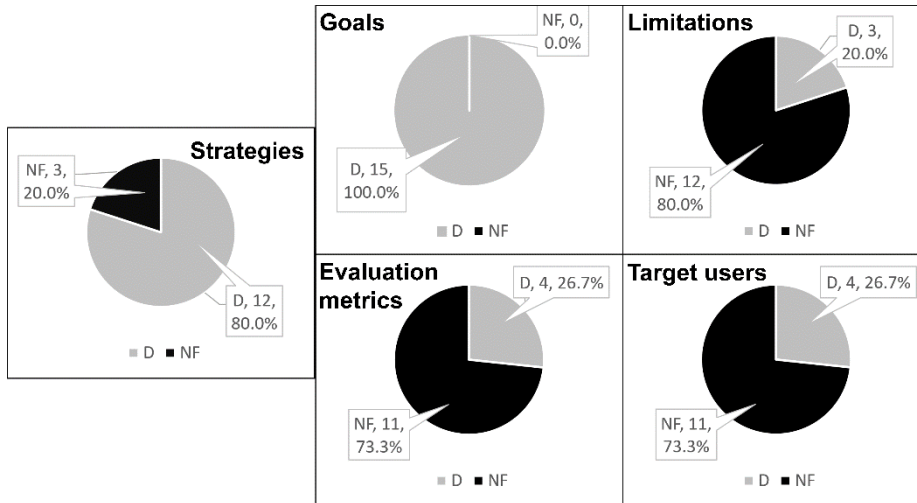 Goals
NF, 0,
0.0%
D, 15,
100.0%
D NF
Limitations
D, 3,
20.0%
NF, 12,
80.0%
D NF
Strategies
NF, 3,
20.0%
D, 12,
80.0%
D NF
Evaluation
metrics
D, 4, 26.7%
NF, 11,
73.3%
D NF
Target users
D, 4, 26.7%
NF, 11,
73.3%
D NF